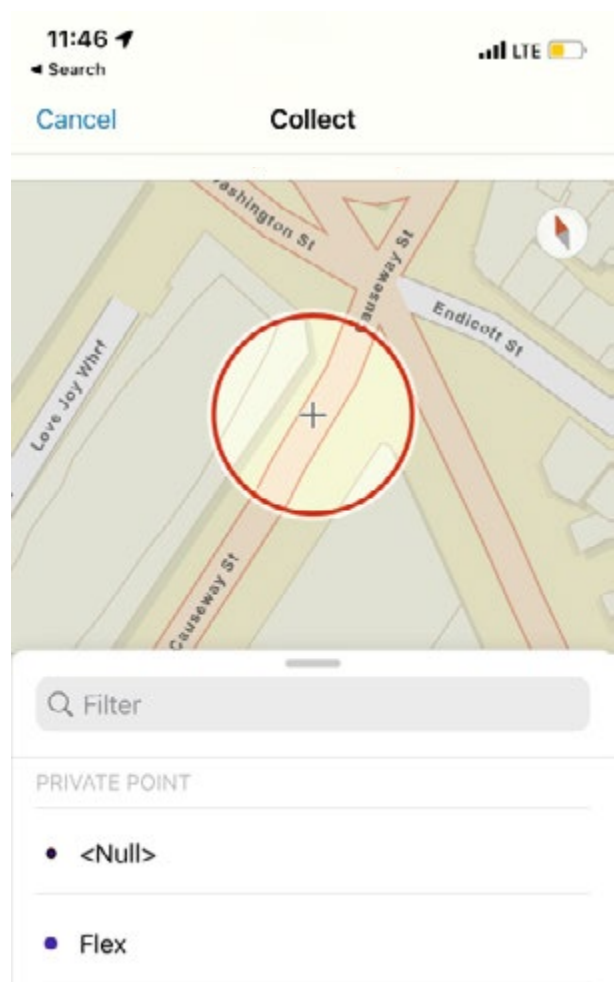 11:46
LTE
◄ Search
Cancel
Collect
Washington St
Causeway St
Endicott St
Love Joy Whrf
Causeway St
Filter
PRIVATE POINT
<Null>
Flex